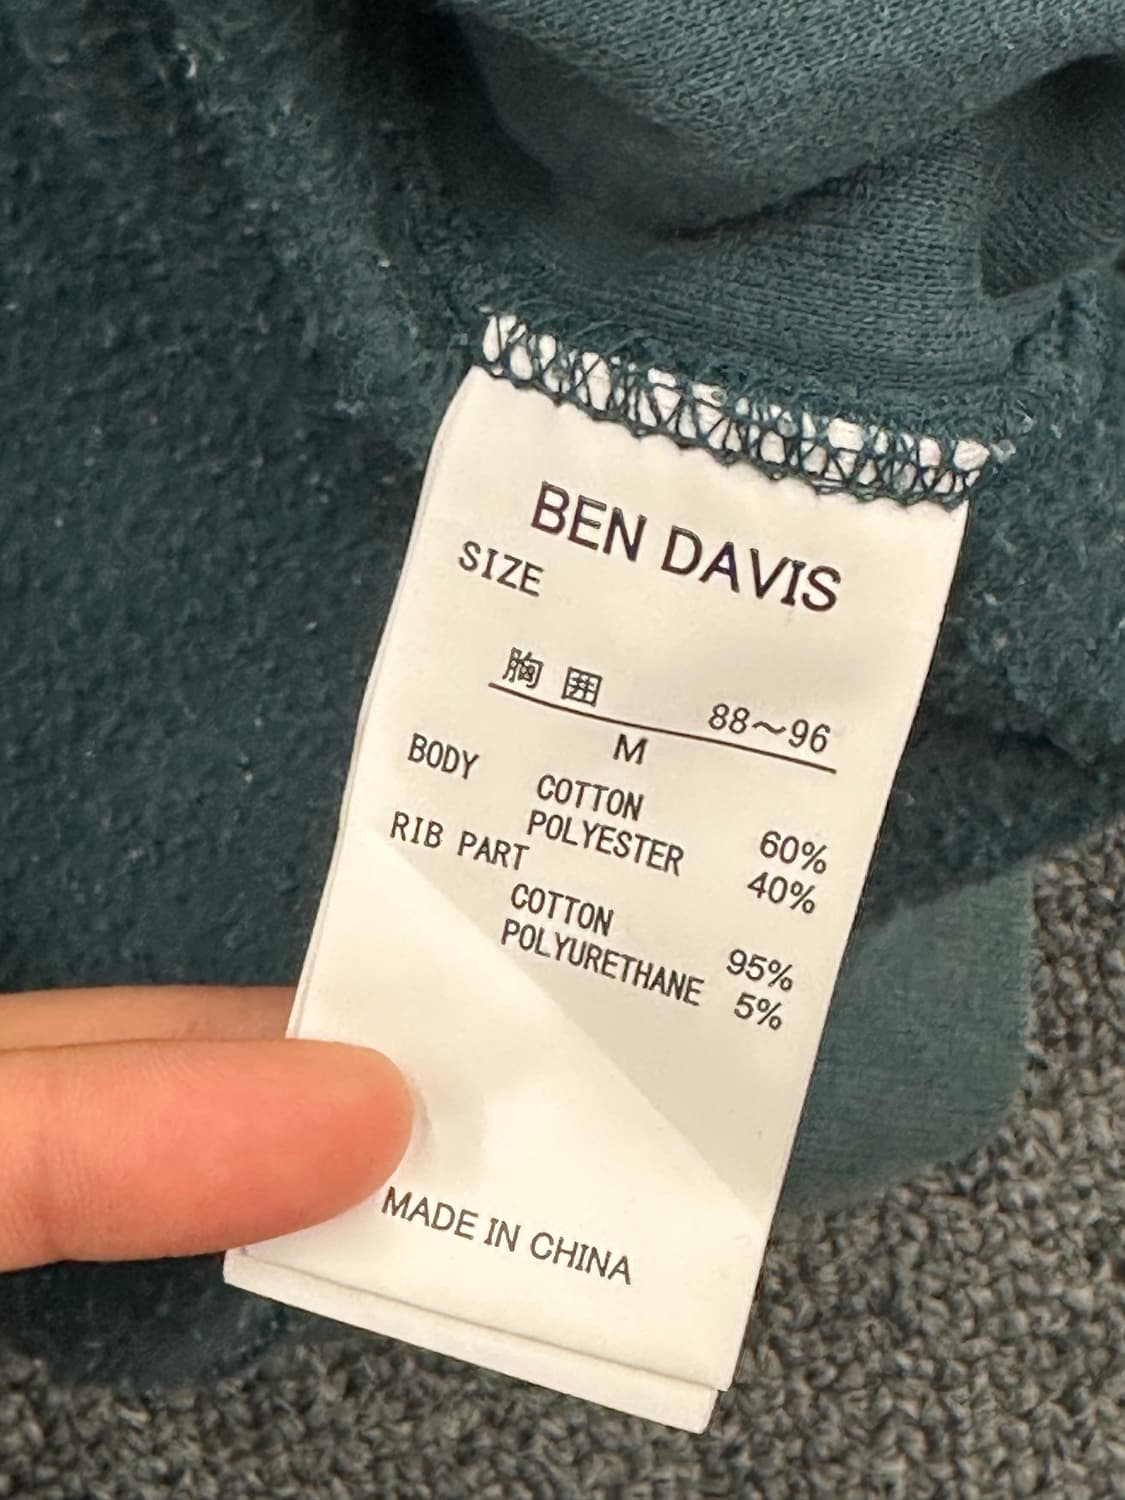 BEN DAVIS
SIZE
胸囲 88〜96
M
BODY
COTTON 60%
POLYESTER 40%
RIB PART
COTTON 95%
POLYURETHANE 5%
MADE IN CHINA